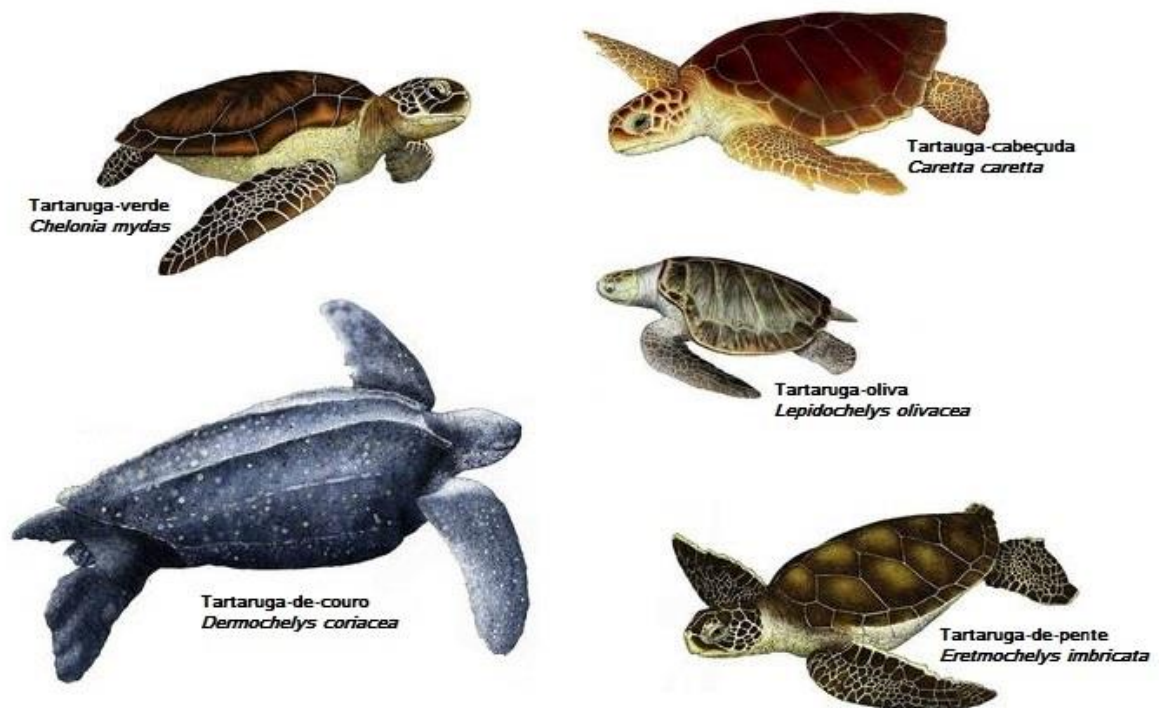 Tartaruga-verde
Chelonia mydas
Tartauga-cabeçuda
Caretta caretta
Tartaruga-oliva
Lepidochelys olivacea
Tartaruga-de-couro
Dermochelys coriacea
Tartaruga-de-pente
Eretmochelys imbricata